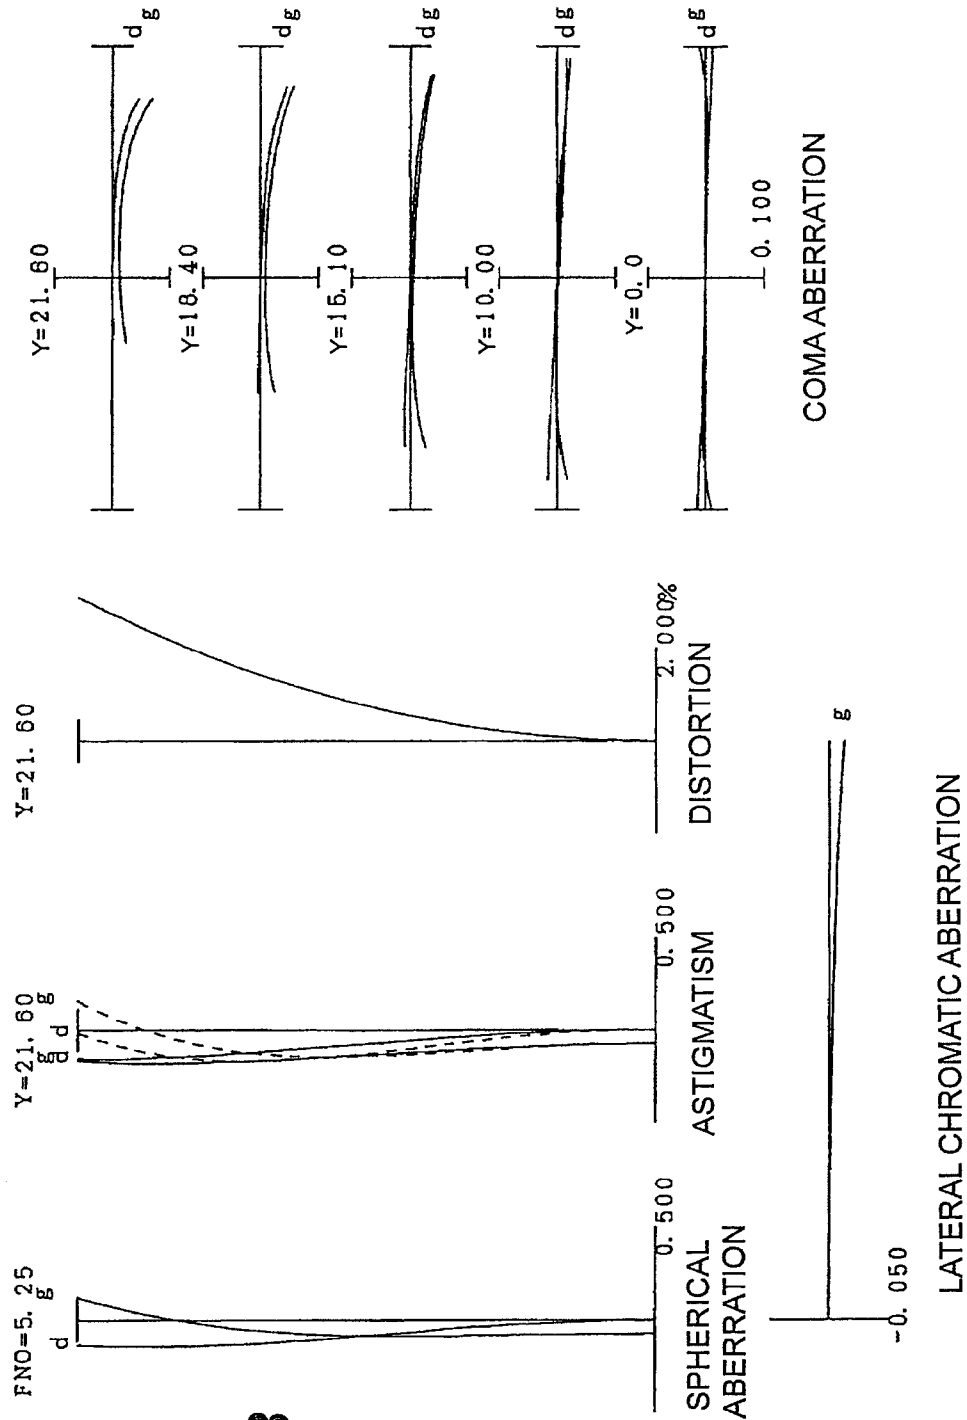 FNO=5. 25
d
g
0. 500
SPHERICAL
ABERRATION
Y=21. 60
g
d
d
g
0. 500
ASTIGMATISM
Y=21. 60
2. 000%
DISTORTION
Y=21. 60
d g
Y=18. 40
d g
Y=15. 10
d g
Y=10. 00
d g
Y=0. 0
d g
0. 100
COMA ABERRATION
g
-0. 050
LATERAL CHROMATIC ABERRATION